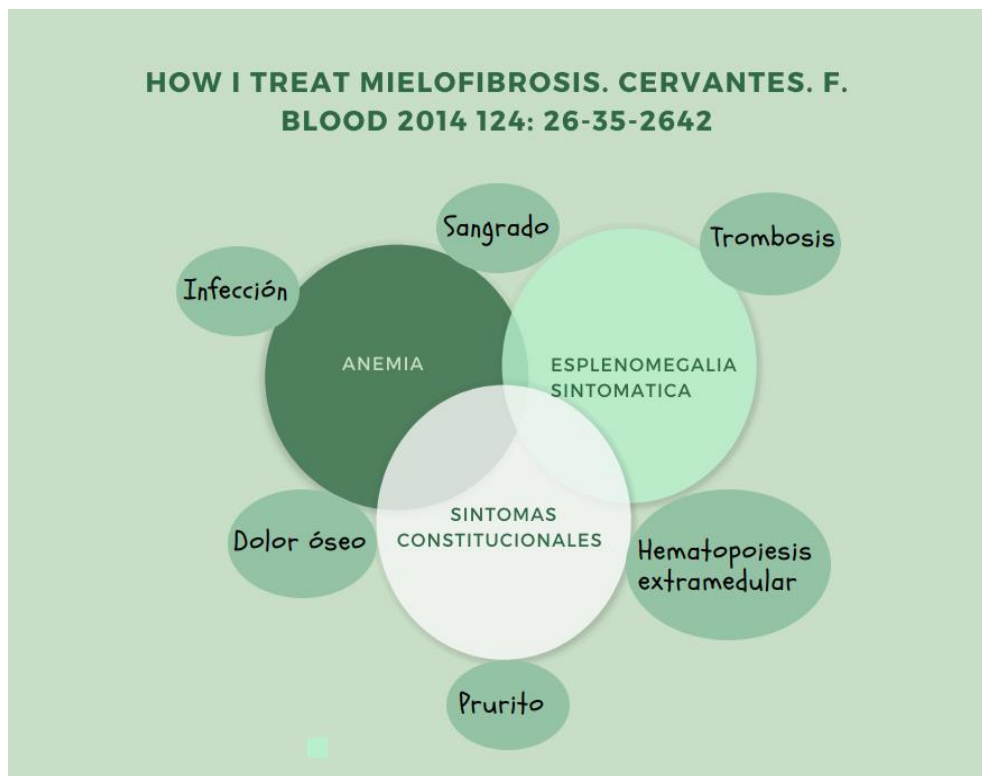 HOW I TREAT MIELOFIBROSIS. CERVANTES. F.
BLOOD 2014 124: 26-35-2642
Sangrado
Trombosis
Infección
ANEMIA
ESPLENOMEGALIA
SINTOMATICA
SINTOMAS
CONSTITUCIONALES
Dolor óseo
Hematopoiesis
extramedular
Prurito